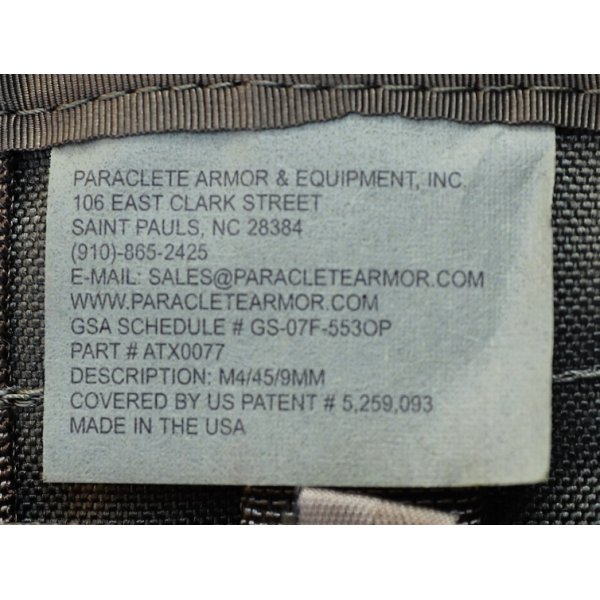 PARACLETE ARMOR & EQUIPMENT, INC.
106 EAST CLARK STREET
SAINT PAULS, NC 28384
(910)-865-2425
E-MAIL: SALES@PARACLETEARMOR.COM
WWW.PARACLETEARMOR.COM
GSA SCHEDULE # GS-07F-553OP
PART # ATX0077
DESCRIPTION: M4/45/9MM
COVERED BY US PATENT # 5,259,093
MADE IN THE USA